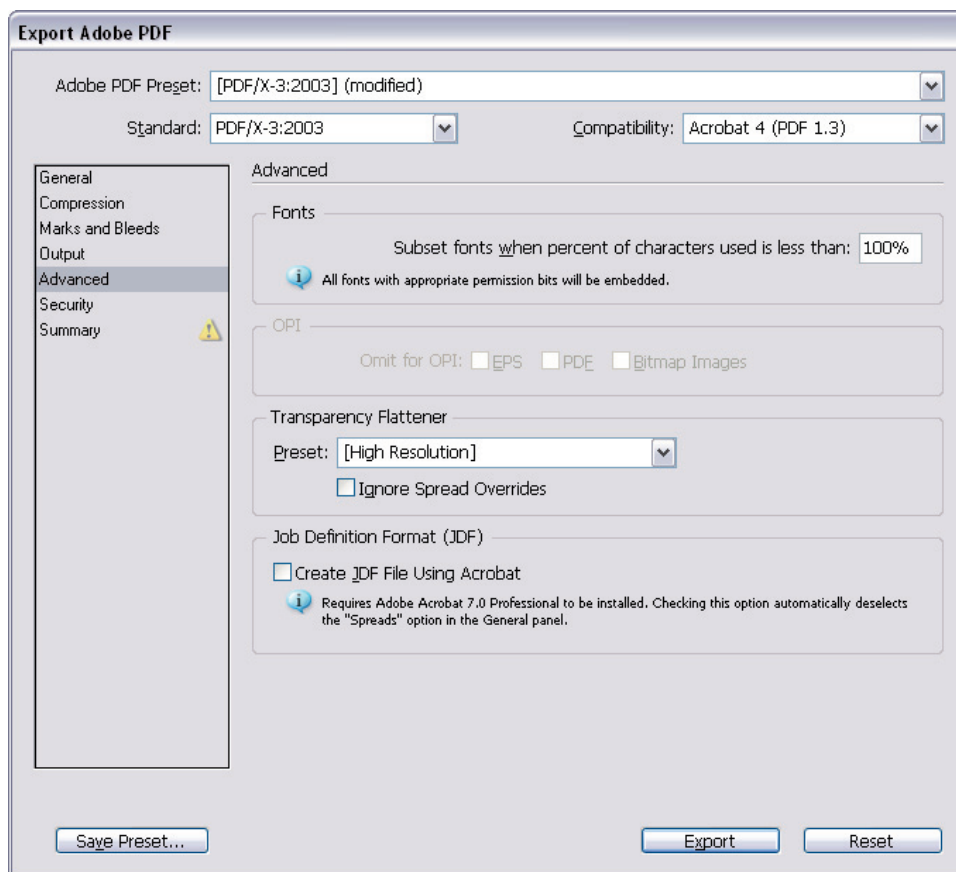 Export Adobe PDF
Adobe PDF Preset: [PDF/X-3:2003] (modified)
Standard: PDF/X-3:2003 Compatibility: Acrobat 4 (PDF 1.3)
General
Compression
Marks and Bleeds
Output
Advanced
Security
Summary
Advanced
Fonts
Subset fonts when percent of characters used is less than: 100%
All fonts with appropriate permission bits will be embedded.
OPI
Omit for OPI: EPS PDF Bitmap Images
Transparency Flattener
Preset: [High Resolution]
Ignore Spread Overrides
Job Definition Format (JDF)
Create JDF File Using Acrobat
Requires Adobe Acrobat 7.0 Professional to be installed. Checking this option automatically deselects
the "Spreads" option in the General panel.
Save Preset... Export Reset